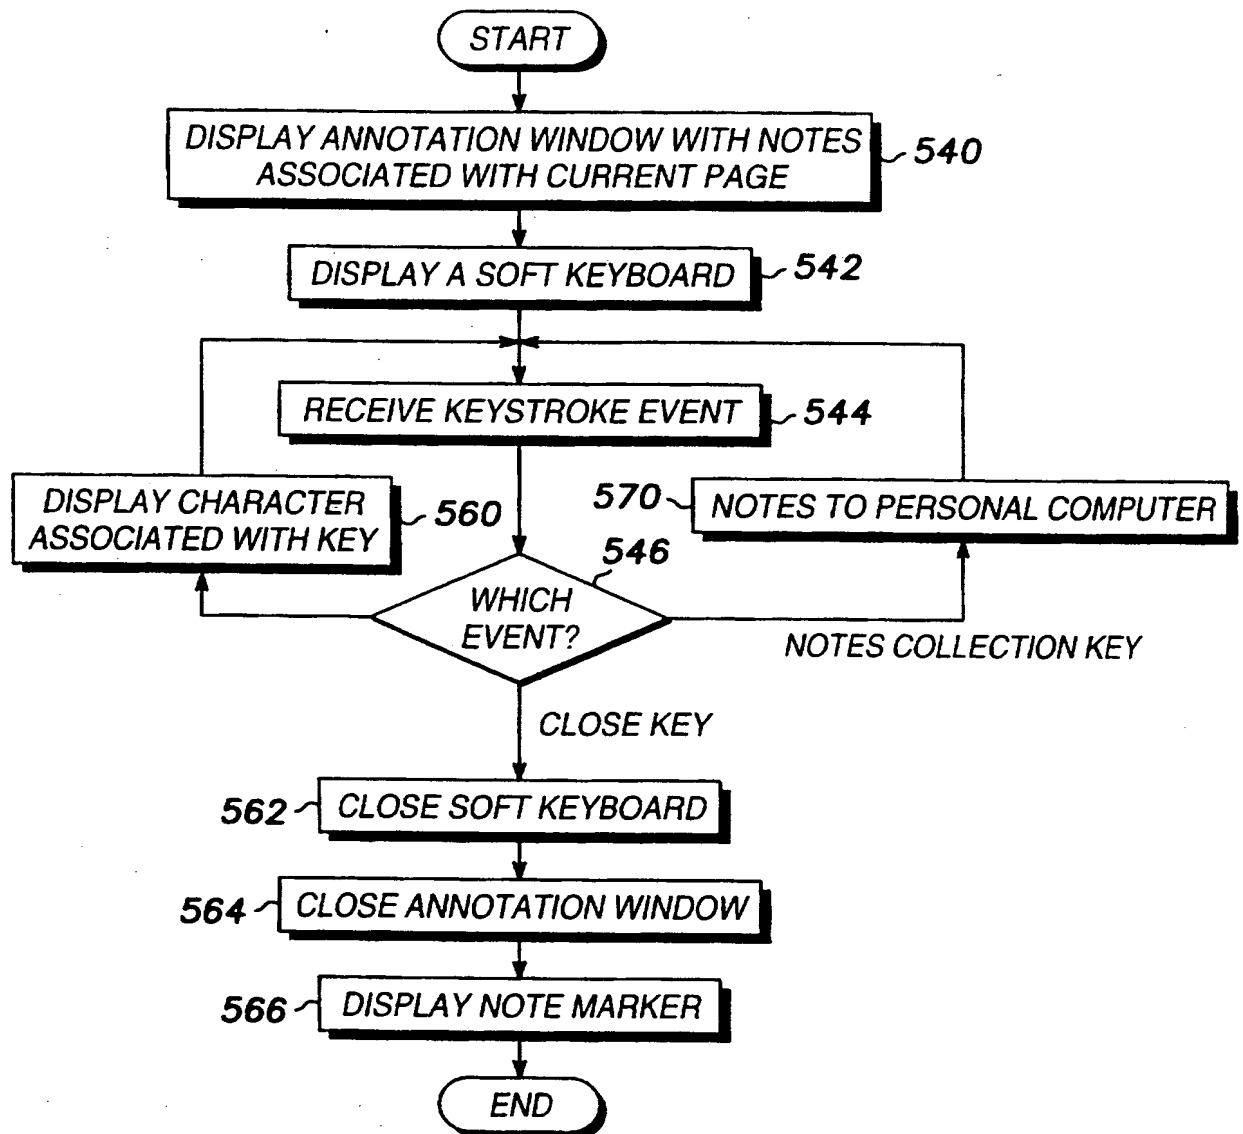 START
DISPLAY ANNOTATION WINDOW WITH NOTES
ASSOCIATED WITH CURRENT PAGE
540
DISPLAY A SOFT KEYBOARD
542
RECEIVE KEYSTROKE EVENT
544
DISPLAY CHARACTER
ASSOCIATED WITH KEY
560
570
NOTES TO PERSONAL COMPUTER
546
WHICH
EVENT?
NOTES COLLECTION KEY
CLOSE KEY
562
CLOSE SOFT KEYBOARD
564
CLOSE ANNOTATION WINDOW
566
DISPLAY NOTE MARKER
END